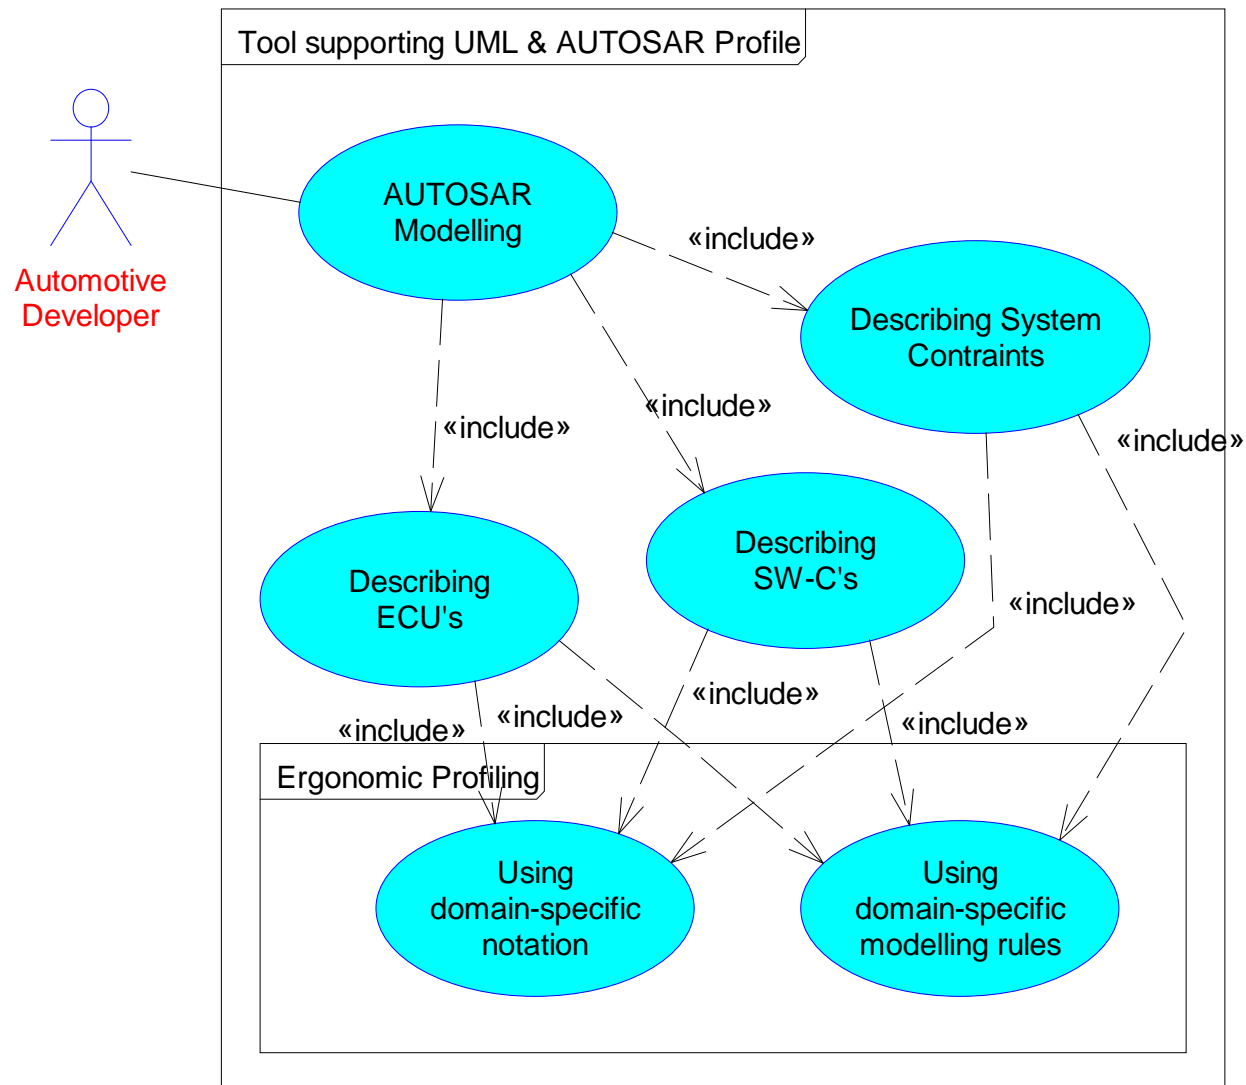 Tool supporting UML & AUTOSAR Profile
AUTOSAR
Modelling
«include»
Automotive
Developer
Describing System
Contraints
«include»
«include»
«include»
Describing
SW-C's
Describing
ECU's
«include»
«include»
«include»
«include»
«include»
Ergonomic Profiling
Using
domain-specific
notation
Using
domain-specific
modelling rules